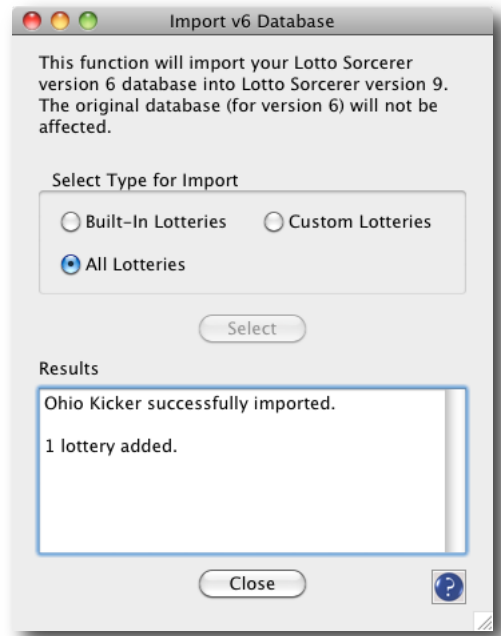 Import v6 Database
This function will import your Lotto Sorcerer
version 6 database into Lotto Sorcerer version 9.
The original database (for version 6) will not be
affected.
Select Type for Import
Built-In Lotteries
Custom Lotteries
All Lotteries
Select
Results
Ohio Kicker successfully imported.
1 lottery added.
Close
?